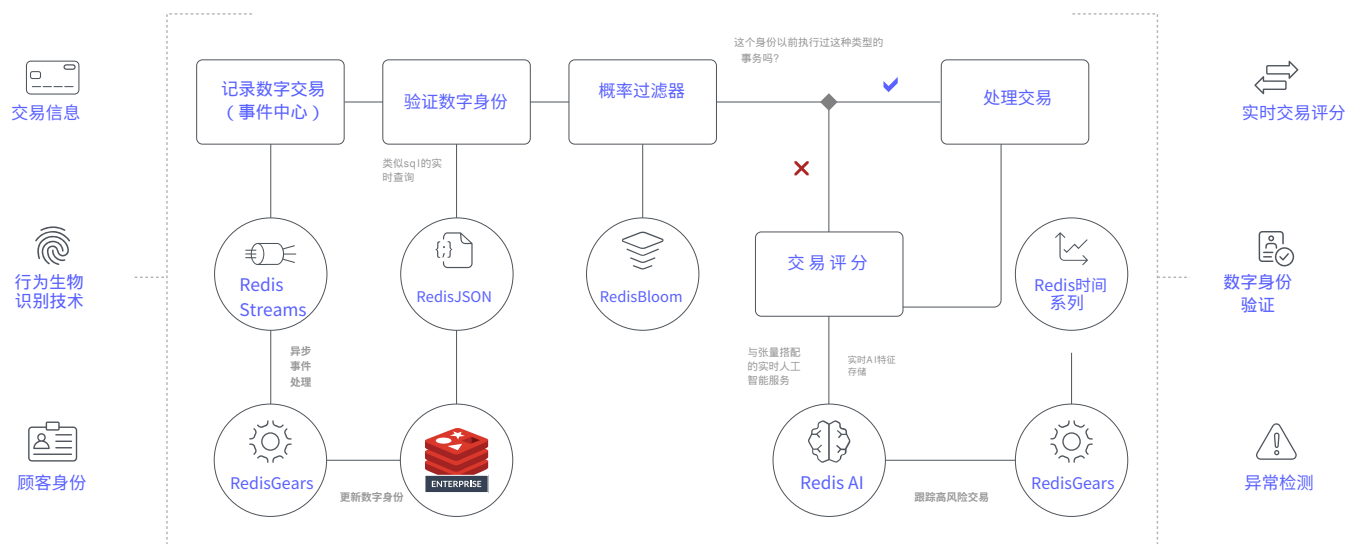 这个身份以前执行过这种类型的
事务吗?
交易信息
记录数字交易
（事件中心）
验证数字身份
概率过滤器
处理交易
实时交易评分
类似sql的实
时查询
行为生物
识别技术
Redis
Streams
{;}
RedisJSON
RedisBloom
交易评分
Redis时间
系列
数字身份
验证
异步
事件
处理
与张量搭配
的实时人工
智能服务
实时AI特征
存储
顾客身份
RedisGears
更新数字身份
ENTERPRISE
Redis AI
跟踪高风险交易
RedisGears
异常检测